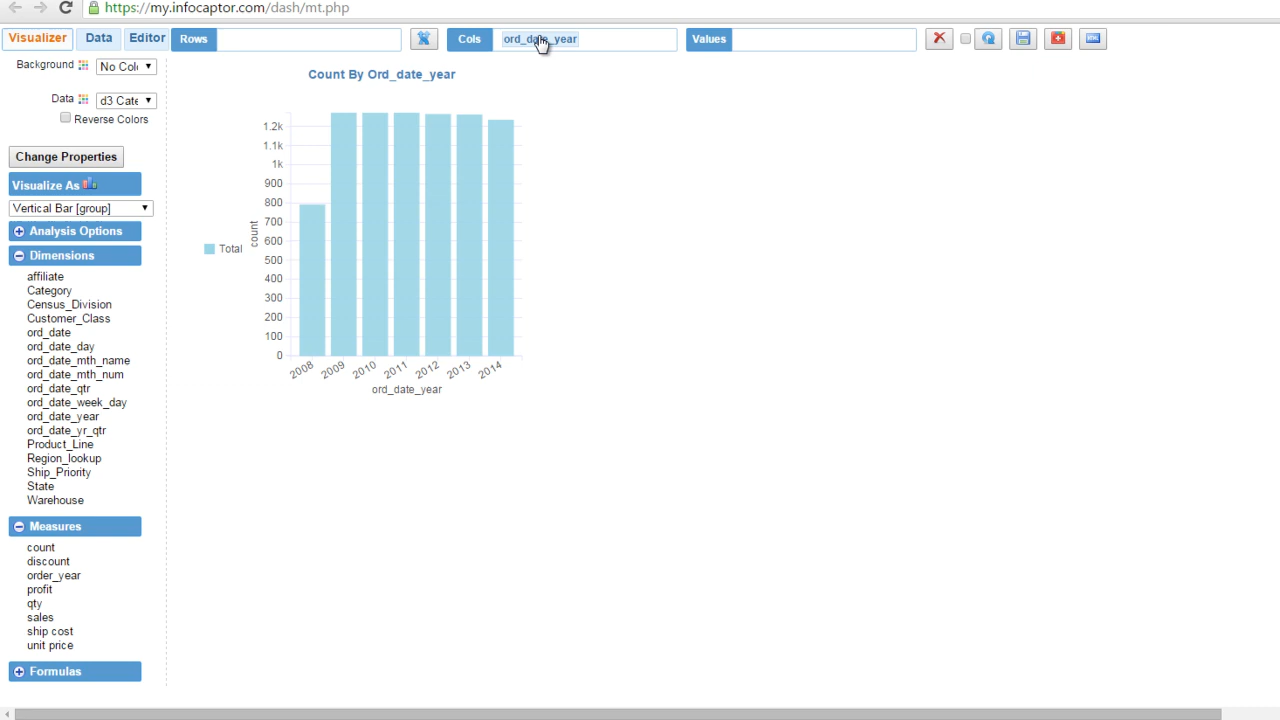 https://my.infocaptor.com/dash/mt.php
Visualizer Data Editor Rows Cols ord_date_year Values
Background No Col
Data d3 Cate
Reverse Colors
Change Properties
Visualize As
Vertical Bar [group]
Analysis Options
Dimensions
affiliate
Category
Census_Division
Customer_Class
ord_date
ord_date_day
ord_date_mth_name
ord_date_mth_num
ord_date_qtr
ord_date_week_day
ord_date_year
ord_date_yr_qtr
Product_Line
Region_lookup
Ship_Priority
State
Warehouse
Measures
count
discount
order_year
profit
qty
sales
ship cost
unit price
Formulas
Count By Ord_date_year
1.2k
1.1k
1k
900
800
700
600
500
400
300
200
100
0
count
Total
2008 2009 2010 2011 2012 2013 2014
ord_date_year